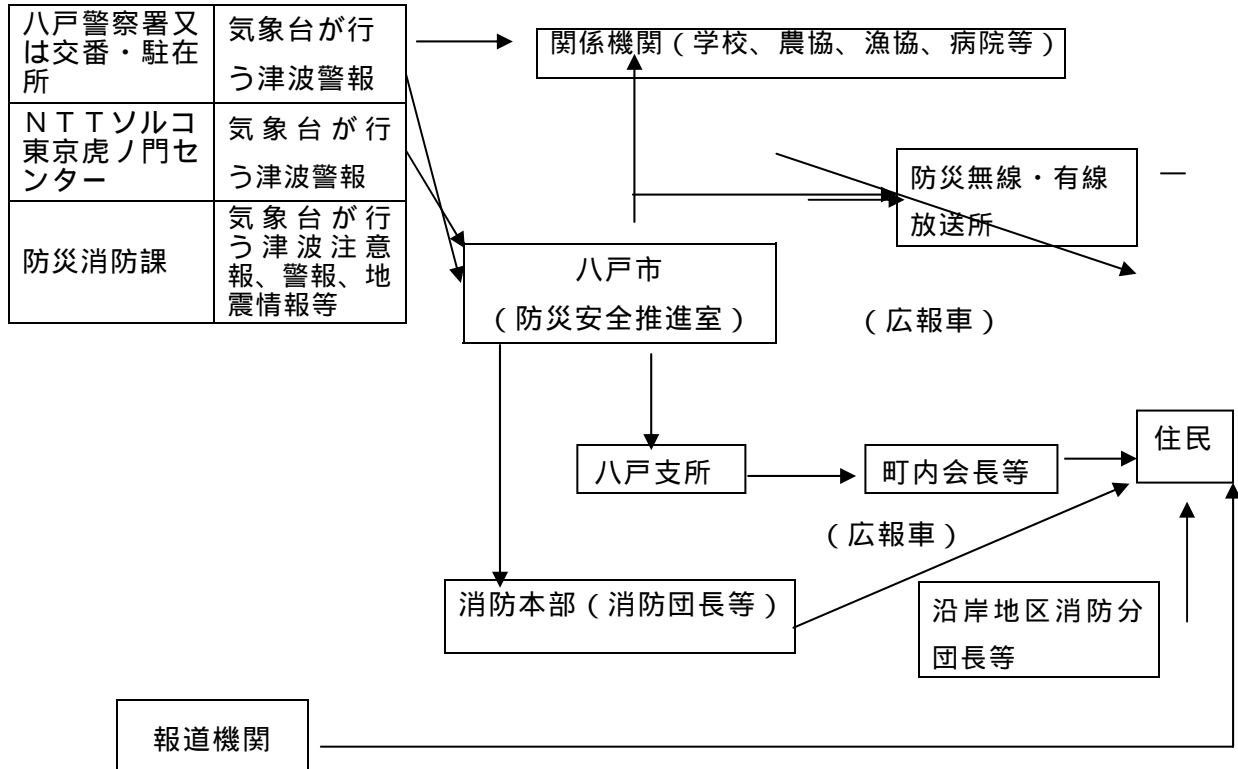 八戸警察署又
は交番・駐在
所
気象台が行
う津波警報
関係機関（学校、農協、漁協、病院等）
ＮＴＴソルコ
東京虎ノ門セ
ンター
気象台が行
う津波警報
防災無線・有線
放送所
防災消防課
気象台が行
う津波注意
報、警報、地
震情報等
八戸市
（防災安全推進室）
（広報車）
住民
八戸支所
町内会長等
（広報車）
消防本部（消防団長等）
沿岸地区消防分
団長等
報道機関